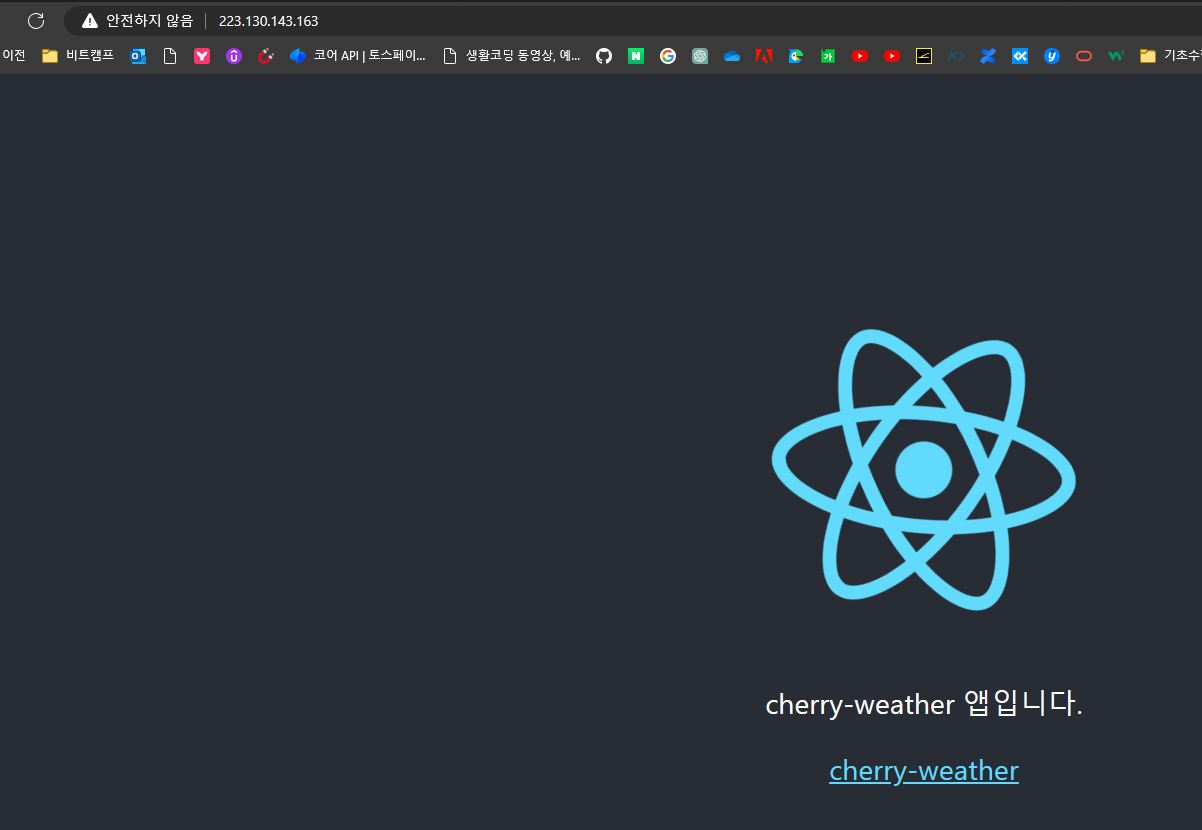 안전하지 않음 223.130.143.163
이전 비트캠프 코어 API | 토스페이... 생활코딩 동영상, 예... 기초수
cherry-weather 앱입니다.
cherry-weather